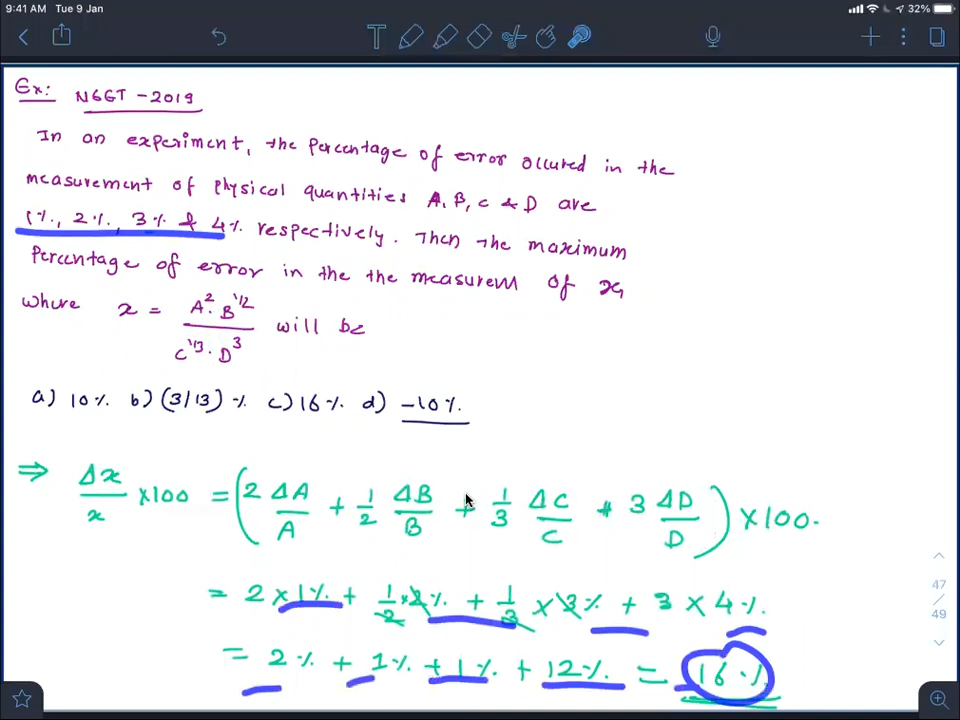 9:41 AM Tue 9 Jan
32%
Ex: NEET - 2019
In an experiment, the Percentage of error occured in the
measurement of physical quantities A, B, C & D are
1%, 2%, 3% & 4% respectively. Then the maximum
Percentage of error in the the measurem of x,
where x = A². B^1/2 / C^1/3. D³ will be
a) 10% b) (3/13)% c) 16% d) -10%.
⇒ Δx/x ×100 = (2 ΔA/A + 1/2 ΔB/B + 1/3 ΔC/C + 3 ΔD/D) ×100.
= 2 × 1% + 1/2 × 2% + 1/3 × 3% + 3 × 4%.
= 2% + 1% + 1% + 12% = 16%
47
/
49